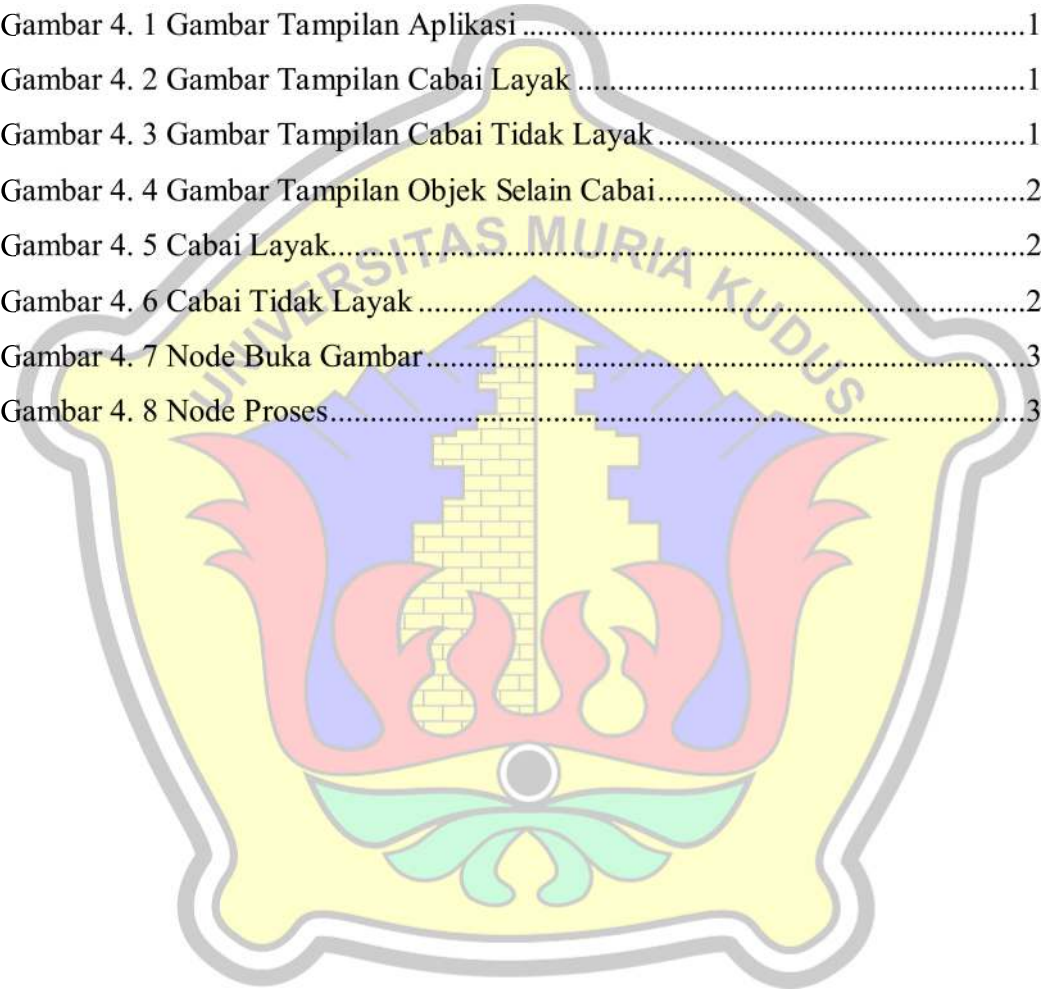 Gambar 4. 1 Gambar Tampilan Aplikasi ................................................................1
Gambar 4. 2 Gambar Tampilan Cabai Layak .........................................................1
Gambar 4. 3 Gambar Tampilan Cabai Tidak Layak ...............................................1
Gambar 4. 4 Gambar Tampilan Objek Selain Cabai...............................................2
Gambar 4. 5 Cabai Layak.........................................................................................2
Gambar 4. 6 Cabai Tidak Layak .............................................................................2
Gambar 4. 7 Node Buka Gambar ............................................................................3
Gambar 4. 8 Node Proses.........................................................................................3
UNIVERSITAS MURIA KUDUS